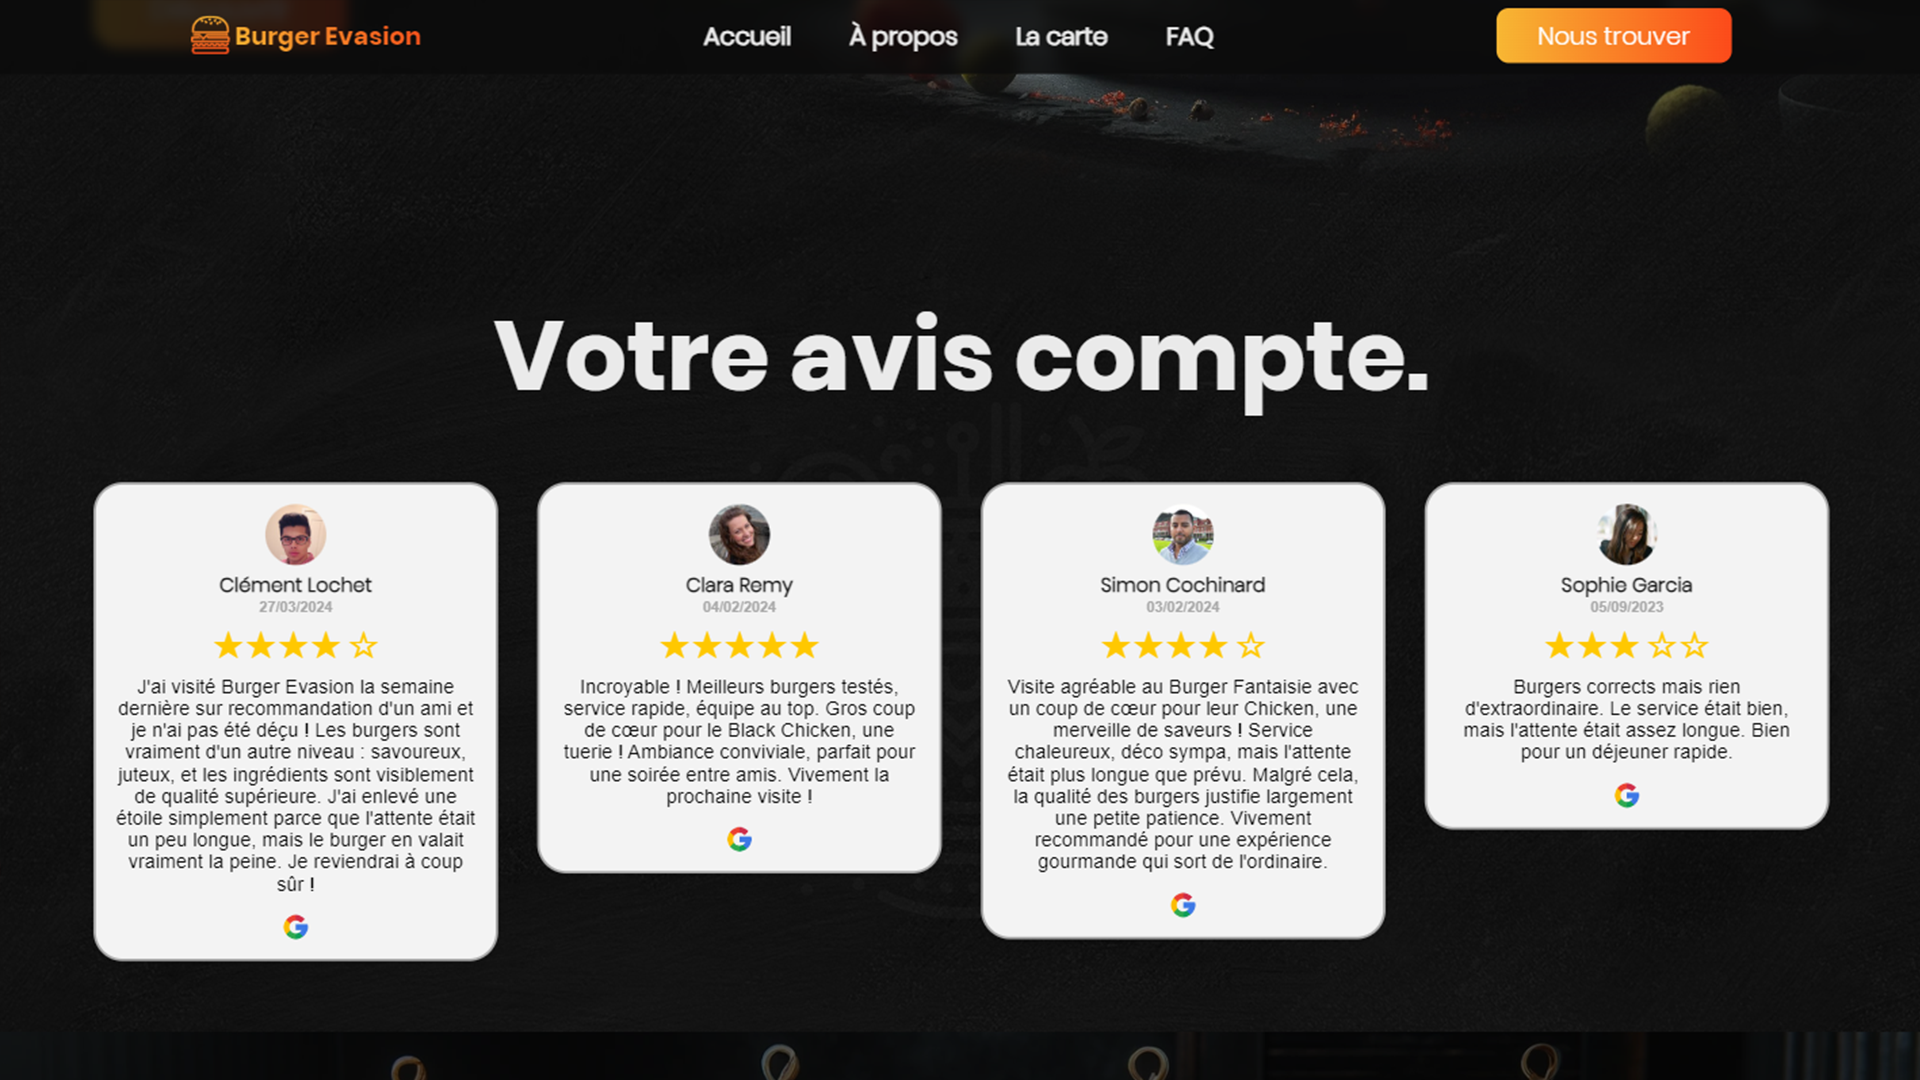 Burger Evasion
Accueil
À propos
La carte
FAQ
Nous trouver
Votre avis compte.
Clément Lochet
27/03/2024
J'ai visité Burger Evasion la semaine
dernière sur recommandation d'un ami et
je n'ai pas été déçu ! Les burgers sont
vraiment d'un autre niveau : savoureux,
juteux, et les ingrédients sont visiblement
de qualité supérieure. J'ai enlevé une
étoile simplement parce que l'attente était
un peu longue, mais le burger en valait
vraiment la peine. Je reviendrai à coup
sûr !
Clara Remy
04/02/2024
Incroyable ! Meilleurs burgers testés,
service rapide, équipe au top. Gros coup
de cœur pour le Black Chicken, une
tuerie ! Ambiance conviviale, parfait pour
une soirée entre amis. Vivement la
prochaine visite !
Simon Cochinard
03/02/2024
Visite agréable au Burger Fantaisie avec
un coup de cœur pour leur Chicken, une
merveille de saveurs ! Service
chaleureux, déco sympa, mais l'attente
était plus longue que prévu. Malgré cela,
la qualité des burgers justifie largement
une petite patience. Vivement
recommandé pour une expérience
gourmande qui sort de l'ordinaire.
Sophie Garcia
05/09/2023
Burgers corrects mais rien
d'extraordinaire. Le service était bien,
mais l'attente était assez longue. Bien
pour un déjeuner rapide.